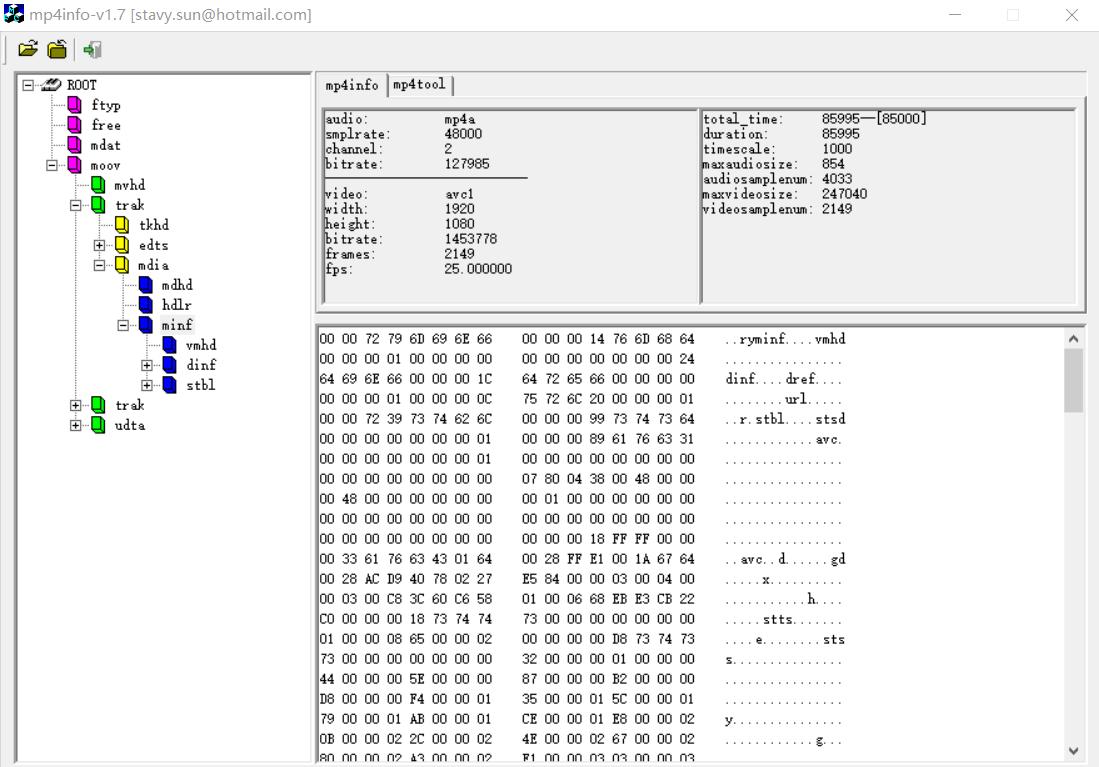 mp4info-v1.7 [stavy.sun@hotmail.com]
ROOT
ftyp
free
mdat
moov
mvhd
trak
tkhd
edts
mdia
mdhd
hdlr
minf
vmhd
dinf
stbl
trak
udta
mp4info mp4tool
audio: mp4a
smplrate: 48000
channel: 2
bitrate: 127985
video: avc1
width: 1920
height: 1080
bitrate: 1453778
frames: 2149
fps: 25.000000
total_time: 85995--[85000]
duration: 85995
timescale: 1000
maxaudiosize: 854
audiosamplenum: 4033
maxvideosize: 247040
videosamplenum: 2149
00 00 72 79 6D 69 6E 66 00 00 00 14 76 6D 68 64 ..ryminf....vmhd
00 00 00 01 00 00 00 00 00 00 00 00 00 00 00 24 ................
64 69 6E 66 00 00 00 1C 64 72 65 66 00 00 00 00 dinf....dref....
00 00 00 01 00 00 00 0C 75 72 6C 20 00 00 00 01 ........url.....
00 00 72 39 73 74 62 6C 00 00 00 99 73 74 73 64 ..r.stbl....stsd
00 00 00 00 00 00 00 01 00 00 00 89 61 76 63 31 ............avc.
00 00 00 00 00 00 00 01 00 00 00 00 00 00 00 00 ................
00 00 00 00 00 00 00 00 07 80 04 38 00 48 00 00 ................
00 48 00 00 00 00 00 00 00 01 00 00 00 00 00 00 ................
00 00 00 00 00 00 00 00 00 00 00 00 00 00 00 00 ................
00 00 00 00 00 00 00 00 00 00 00 18 FF FF 00 00 ................
00 33 61 76 63 43 01 64 00 28 FF E1 00 1A 67 64 ..avc..d......gd
00 28 AC D9 40 78 02 27 E5 84 00 00 03 00 04 00 .....x..........
00 03 00 C8 3C 60 C6 58 01 00 06 68 EB E3 CB 22 ...........h....
C0 00 00 00 18 73 74 74 73 00 00 00 00 00 00 00 .....stts.......
01 00 00 08 65 00 00 02 00 00 00 00 D8 73 74 73 ....e........sts
73 00 00 00 00 00 00 00 32 00 00 00 01 00 00 00 s...............
44 00 00 00 5E 00 00 00 87 00 00 00 B2 00 00 00 ................
D8 00 00 00 F4 00 00 01 35 00 00 01 5C 00 00 01 ................
79 00 00 01 AB 00 00 01 CE 00 00 01 E8 00 00 02 y...............
0B 00 00 02 2C 00 00 02 4E 00 00 02 67 00 00 02 ............g...
80 00 00 02 A3 00 00 02 E1 00 00 03 03 00 00 03